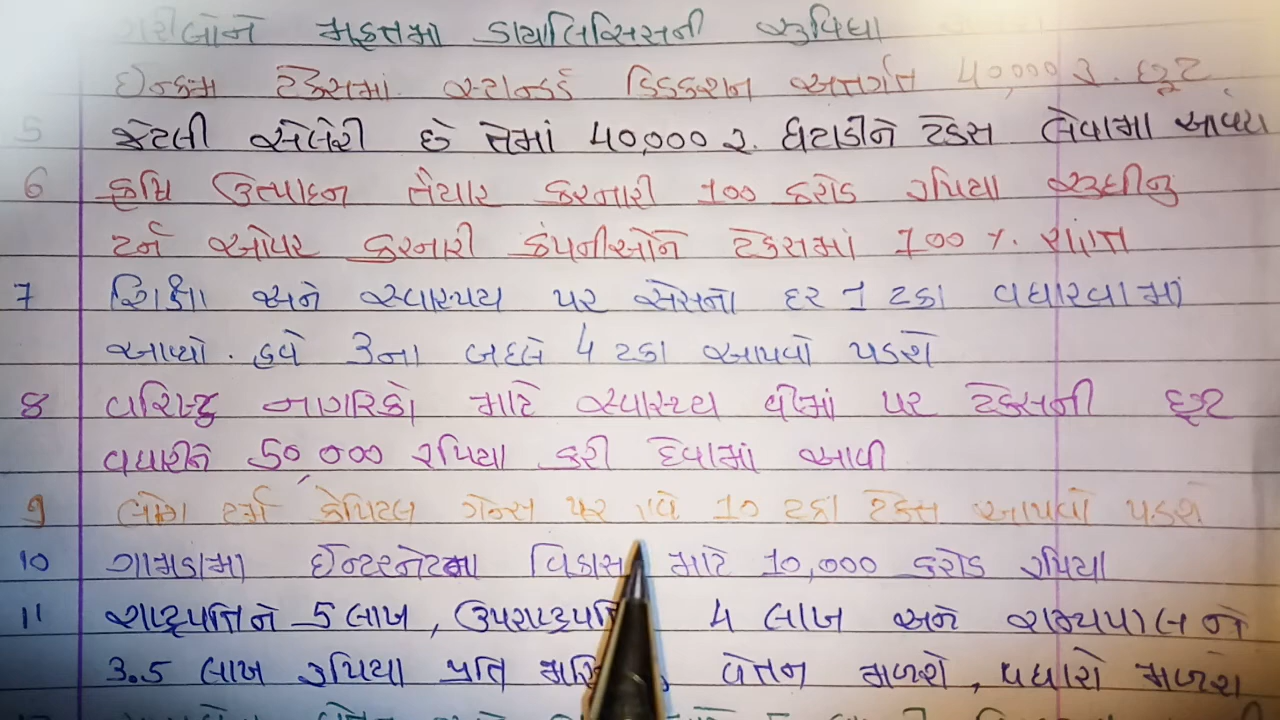 ગરીબોને મફતમા ડાયાલિસિસની સુવિધા
ઈન્કમ ટેક્સમાં સ્ટાન્ડર્ડ ડિડક્શન અન્તર્ગત 40,000 રૂ. છૂટ
5 જેટલી સેલેરી છે તેમાં 40,000 રૂ. ઘટાડીને ટેક્સ લેવામા આવશે
6 કૃષિ ઉત્પાદન તૈયાર કરનારી 100 કરોડ રૂપિયા સુધીનુ
ટર્ન ઓવર કરનારી કંપનીઓને ટેક્સમાં 100 %. રાહત
7 શિક્ષા અને સ્વાસ્થય પર સેસના દર 1 ટકા વધારવામાં
આવ્યો. હવે 3ના બદલે 4 ટકા આપવો પડશે
8 વરિષ્ઠ નાગરિકો માટે સ્વાસ્થ્ય વીમાં પર ટેક્સની છૂટ
વધારીને 50,000 રૂપિયા કરી દેવામાં આવી
9 લોંગ ટર્મ કેપિટલ ગેન્સ પર હવે 10 ટકા ટેક્સ આપવો પડશે
10 ગામડામા ઈન્ટરનેટના વિકાસ માટે 10,000 કરોડ રૂપિયા
11 રાષ્ટ્રપતિને 5 લાખ, ઉપરાષ્ટ્રપતિ 4 લાખ અને રાજ્યપાલને
3.5 લાખ રૂપિયા પ્રતિ વેતન મળશે, વધારો મળશે